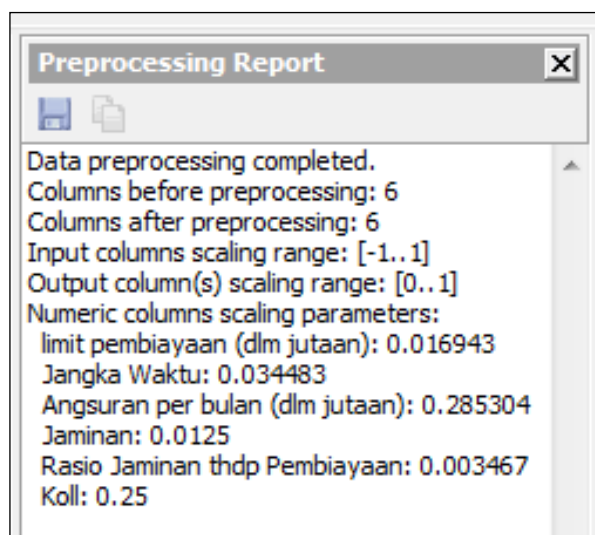 Preprocessing Report
Data preprocessing completed.
Columns before preprocessing: 6
Columns after preprocessing: 6
Input columns scaling range: [-1..1]
Output column(s) scaling range: [0..1]
Numeric columns scaling parameters:
limit pembiayaan (dlm jutaan): 0.016943
Jangka Waktu: 0.034483
Angsuran per bulan (dlm jutaan): 0.285304
Jaminan: 0.0125
Rasio Jaminan thdp Pembiayaan: 0.003467
Koll: 0.25